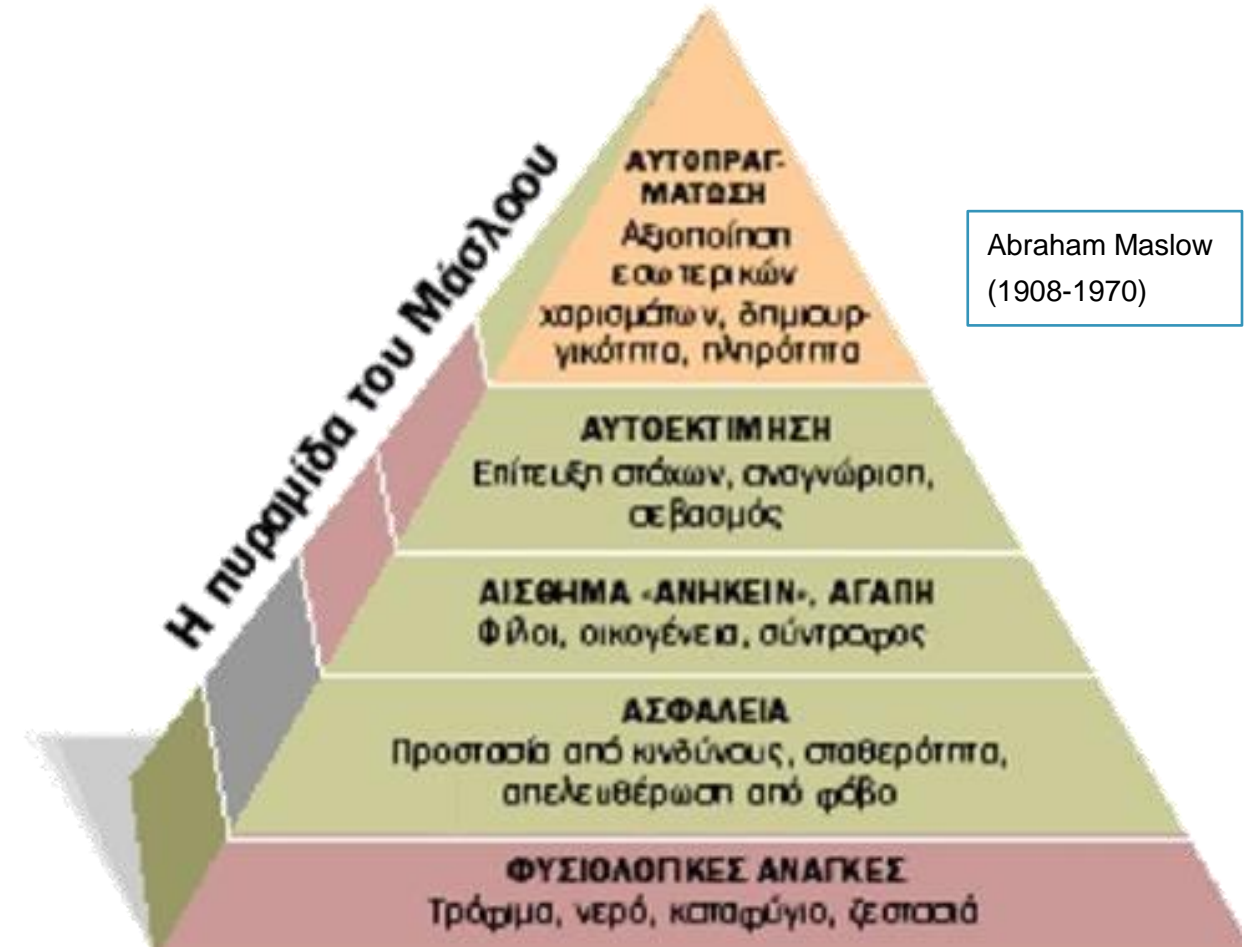 Η πυραμίδα του Μάσλοου
ΑΥΤΟΠΡΑΓ-
ΜΑΤΩΣΗ
Αξιοποίηση
εσωτερικών
χαρισμάτων, δημιουρ-
γικότητα, πληρότητα
Abraham Maslow
(1908-1970)
ΑΥΤΟΕΚΤΙΜΗΣΗ
Επίτευξη στόχων, αναγνώριση,
σεβασμός
ΑΙΣΘΗΜΑ «ΑΝΗΚΕΙΝ», ΑΓΑΠΗ
Φίλοι, οικογένεια, σύντροφος
ΑΣΦΑΛΕΙΑ
Προστασία από κινδύνους, σταθερότητα,
απελευθέρωση από φόβο
ΦΥΣΙΟΛΟΓΙΚΕΣ ΑΝΑΓΚΕΣ
Τρόφιμα, νερό, καταφύγιο, ζεστασιά